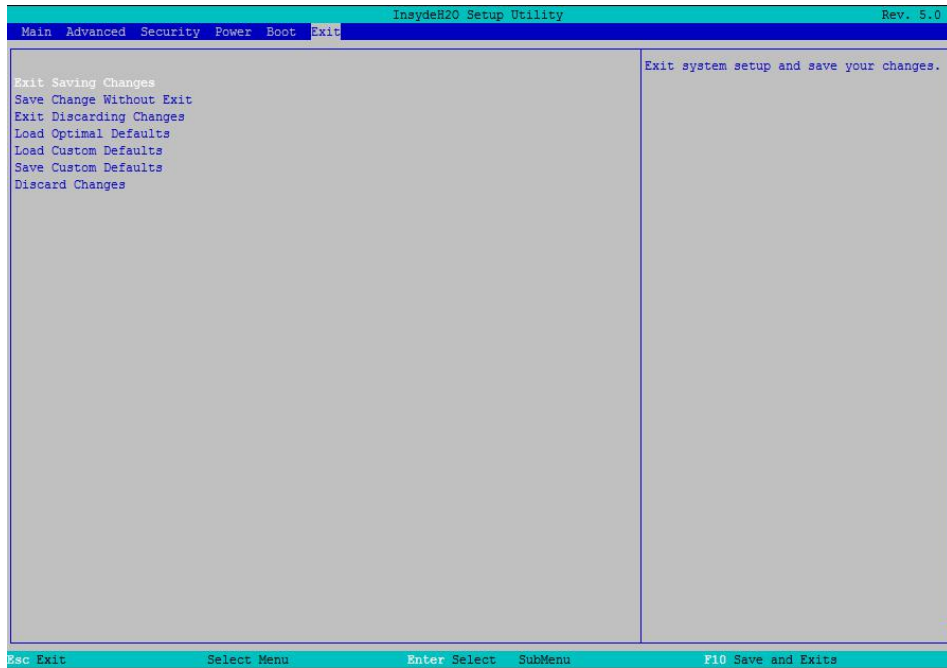 InsydeH20 Setup Utility Rev. 5.0
Main Advanced Security Power Boot Exit
Exit system setup and save your changes.
Exit Saving Changes
Save Change Without Exit
Exit Discarding Changes
Load Optimal Defaults
Load Custom Defaults
Save Custom Defaults
Discard Changes
Esc Exit Select Menu Enter Select SubMenu F10 Save and Exits